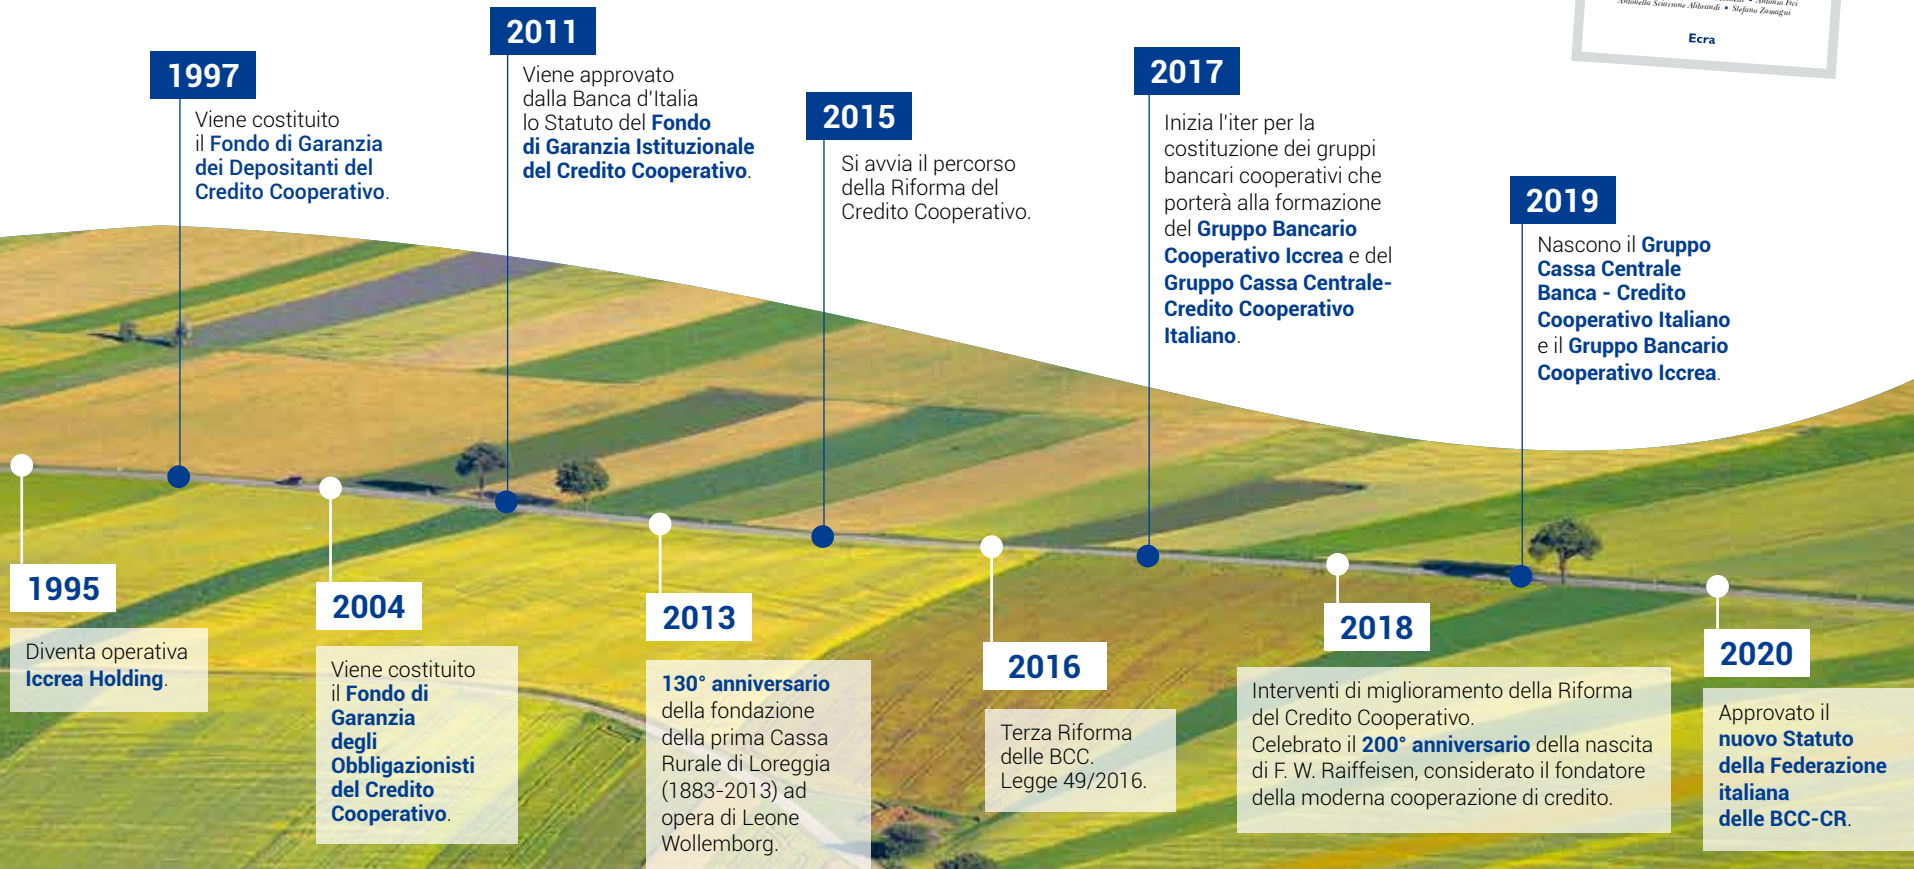 Antonella Sciarrone Alibrandi • Stefano Zamagni
Ecra
1997
Viene costituito
il Fondo di Garanzia
dei Depositanti del
Credito Cooperativo.
2011
Viene approvato
dalla Banca d'Italia
lo Statuto del Fondo
di Garanzia Istituzionale
del Credito Cooperativo.
2015
Si avvia il percorso
della Riforma del
Credito Cooperativo.
2017
Inizia l'iter per la
costituzione dei gruppi
bancari cooperativi che
porterà alla formazione
del Gruppo Bancario
Cooperativo Iccrea e del
Gruppo Cassa Centrale-
Credito Cooperativo
Italiano.
2019
Nascono il Gruppo
Cassa Centrale
Banca - Credito
Cooperativo Italiano
e il Gruppo Bancario
Cooperativo Iccrea.
1995
Diventa operativa
Iccrea Holding.
2004
Viene costituito
il Fondo di
Garanzia
degli
Obbligazionisti
del Credito
Cooperativo.
2013
130° anniversario
della fondazione
della prima Cassa
Rurale di Loreggia
(1883-2013) ad
opera di Leone
Wollemborg.
2016
Terza Riforma
delle BCC.
Legge 49/2016.
2018
Interventi di miglioramento della Riforma
del Credito Cooperativo.
Celebrato il 200° anniversario della nascita
di F. W. Raiffeisen, considerato il fondatore
della moderna cooperazione di credito.
2020
Approvato il
nuovo Statuto
della Federazione
italiana
delle BCC-CR.